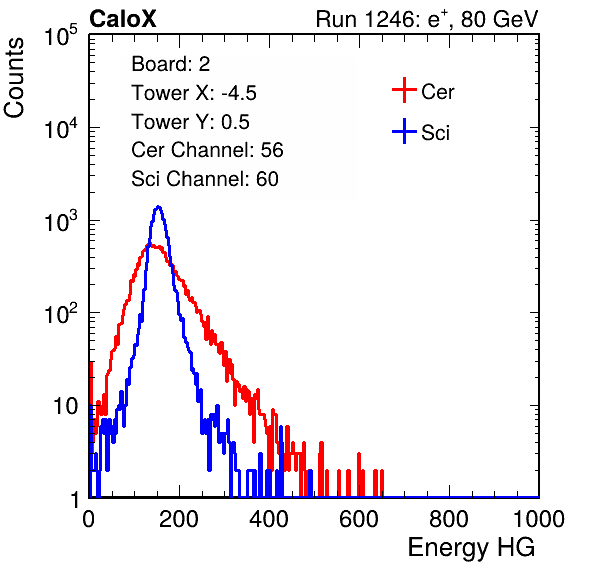 CaloX Run 1246: e⁺, 80 GeV
Counts
Board: 2
Tower X: -4.5
Tower Y: 0.5
Cer Channel: 56
Sci Channel: 60
Cer
Sci
10⁵
10⁴
10³
10²
10
1
0 200 400 600 800 1000
Energy HG